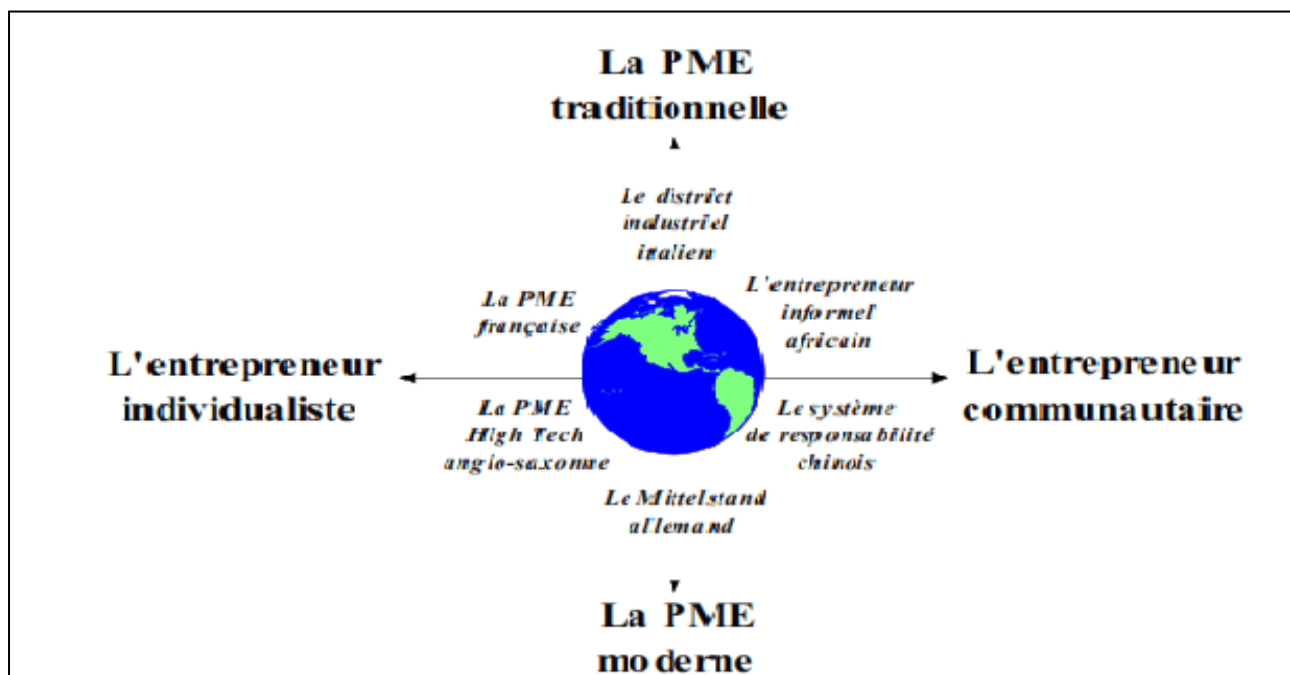 La PME
traditionnelle
Le district
industriel
italien
La PME
française
L'entrepreneur
informel
africain
L'entrepreneur
individualiste
L'entrepreneur
communautaire
La PME
High Tech
anglo-saxonne
Le système
de responsabilité
chinois
Le Mittelstand
allemand
La PME
moderne